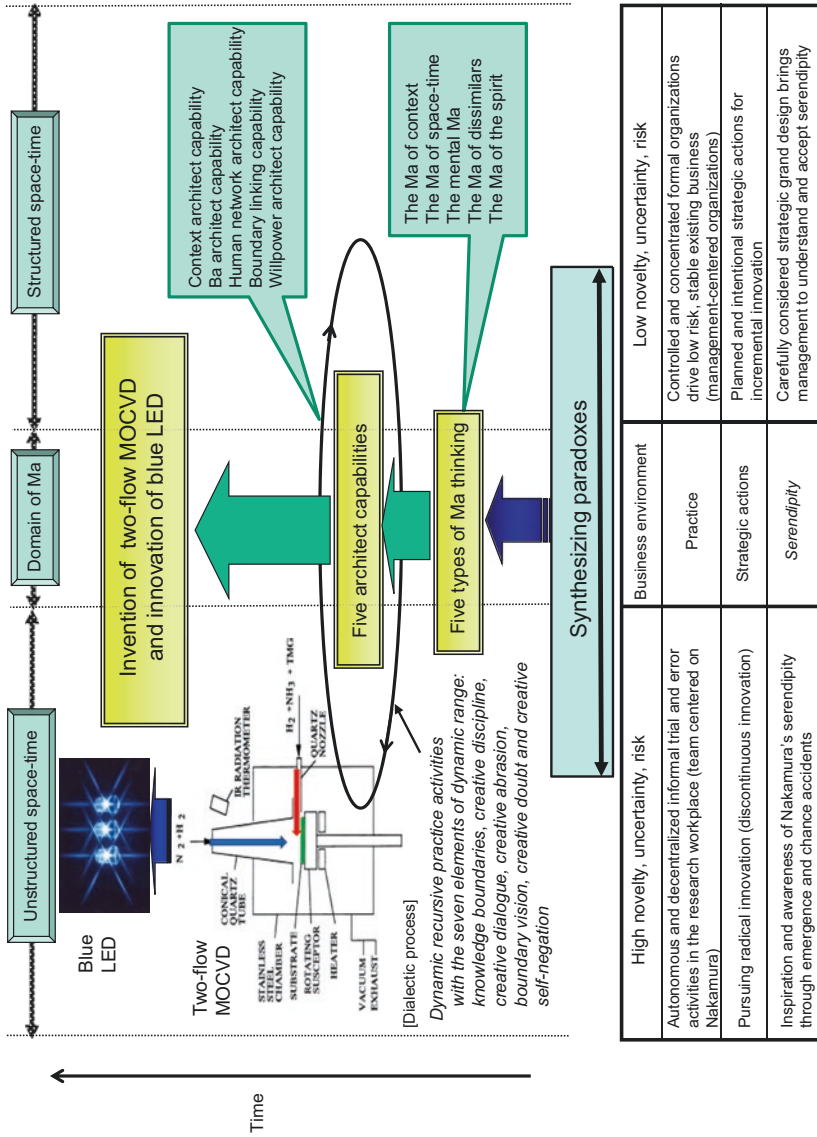 Unstructured space-time
Domain of Ma
Structured space-time
Time
Blue
LED
Two-flow
MOCVD
N 2 +H 2
IR RADIATION
THERMOMETER
CONICAL
QUARTZ
TUBE
STAINLESS
STEEL
CHAMBER
SUBSTRATE
ROTATING
SUSCEPTOR
HEATER
VACUUM
EXHAUST
QUARTZ
NOZZLE
H2 +NH3 + TMG
Invention of two-flow MOCVD
and innovation of blue LED
Context architect capability
Ba architect capability
Human network architect capability
Boundary linking capability
Willpower architect capability
Five architect capabilities
[Dialectic process]
Dynamic recursive practice activities
with the seven elements of dynamic range:
knowledge boundaries, creative discipline,
creative dialogue, creative abrasion,
boundary vision, creative doubt and creative
self-negation
Five types of Ma thinking
The Ma of context
The Ma of space-time
The mental Ma
The Ma of dissimilars
The Ma of the spirit
Synthesizing paradoxes
High novelty, uncertainty, risk
Business environment
Low novelty, uncertainty, risk
Autonomous and decentralized informal trial and error
activities in the research workplace (team centered on
Nakamura)
Practice
Controlled and concentrated formal organizations
drive low risk, stable existing business
(management-centered organizations)
Pursuing radical innovation (discontinuous innovation)
Strategic actions
Planned and intentional strategic actions for
incremental innovation
Inspiration and awareness of Nakamura's serendipity
through emergence and chance accidents
Serendipity
Carefully considered strategic grand design brings
management to understand and accept serendipity